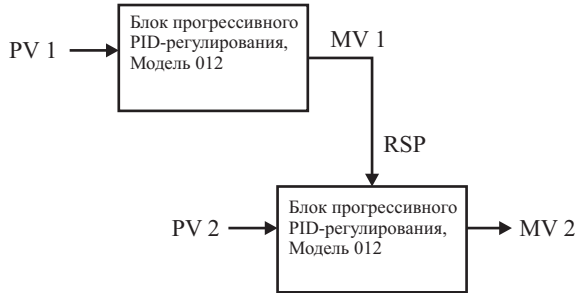 Блок прогрессивного
PID-регулирования,
Модель 012
PV 1
MV 1
RSP
Блок прогрессивного
PID-регулирования,
Модель 012
PV 2
MV 2